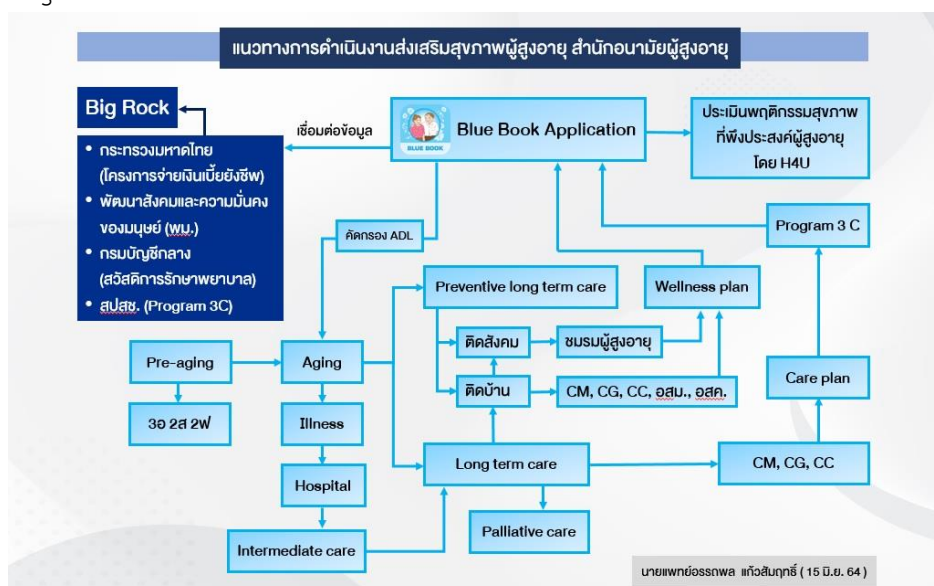 แนวทางการดำเนินงานส่งเสริมสุขภาพผู้สูงอายุ สำนักอนามัยผู้สูงอายุ
Big Rock
• กระทรวงมหาดไทย
(โครงการจ่ายเงินเบี้ยยังชีพ)
• พัฒนาสังคมและความมั่นคง
ของมนุษย์ (พม.)
• กรมบัญชีกลาง
(สวัสดิการรักษาพยาบาล)
• สปสช. (Program 3C)
เชื่อมต่อข้อมูล
BLUE BOOK
Blue Book Application
ประเมินพฤติกรรมสุขภาพ
ที่พึงประสงค์ผู้สูงอายุ
โดย H4U
คัดกรอง ADL
Program 3 C
Preventive long term care
Wellness plan
ติดสังคม
ชมรมผู้สูงอายุ
Pre-aging
Aging
ติดบ้าน
CM, CG, CC, อสม., อสค.
Care plan
3อ 2ส 2ฟ
Illness
Long term care
CM, CG, CC
Hospital
Palliative care
Intermediate care
นายแพทย์อรรถพล แก้วสัมฤทธิ์ ( 15 มิ.ย. 64 )